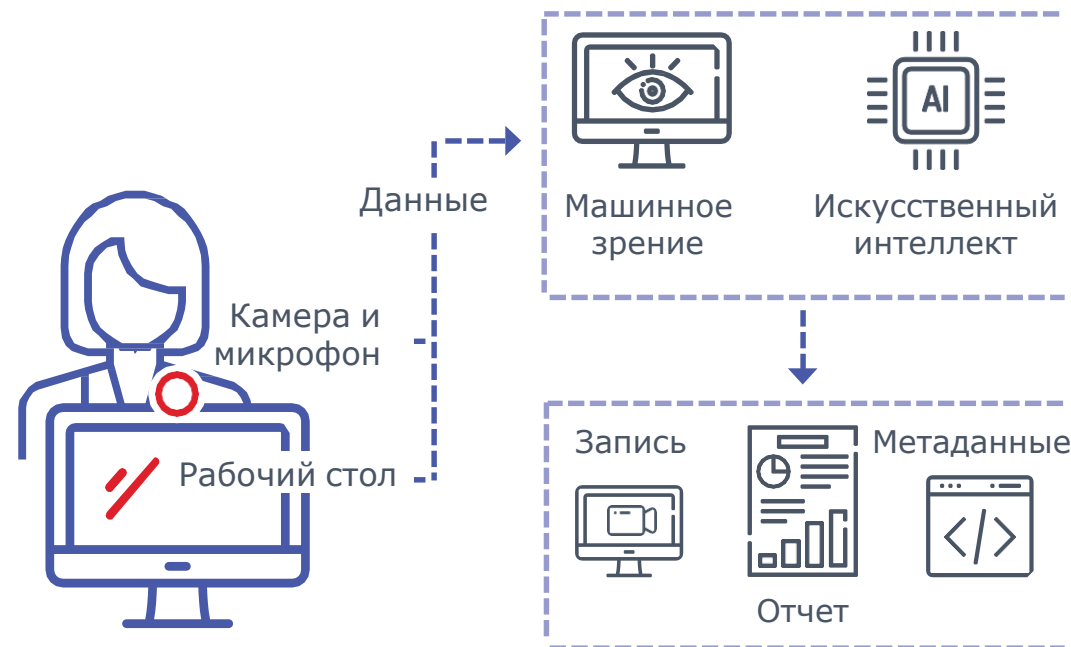 AI
Данные
Машинное
зрение
Искусственный
интеллект
Камера и
микрофон
Рабочий стол
Запись
Метаданные
</>
Отчет